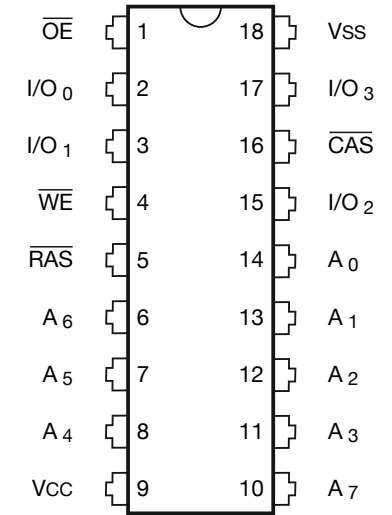 OE 1 18 VSS
I/O 0 2 17 I/O 3
I/O 1 3 16 CAS
WE 4 15 I/O 2
RAS 5 14 A 0
A 6 6 13 A 1
A 5 7 12 A 2
A 4 8 11 A 3
VCC 9 10 A 7